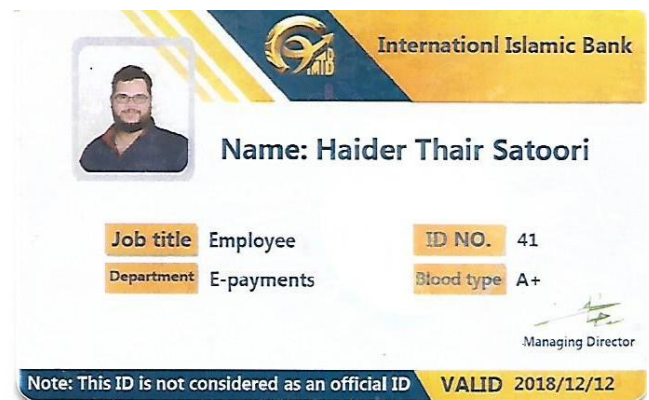 Internationl Islamic Bank
Name: Haider Thair Satoori
Job title Employee
ID NO. 41
Department E-payments
Blood type A+
Managing Director
Note: This ID is not considered as an official ID VALID 2018/12/12